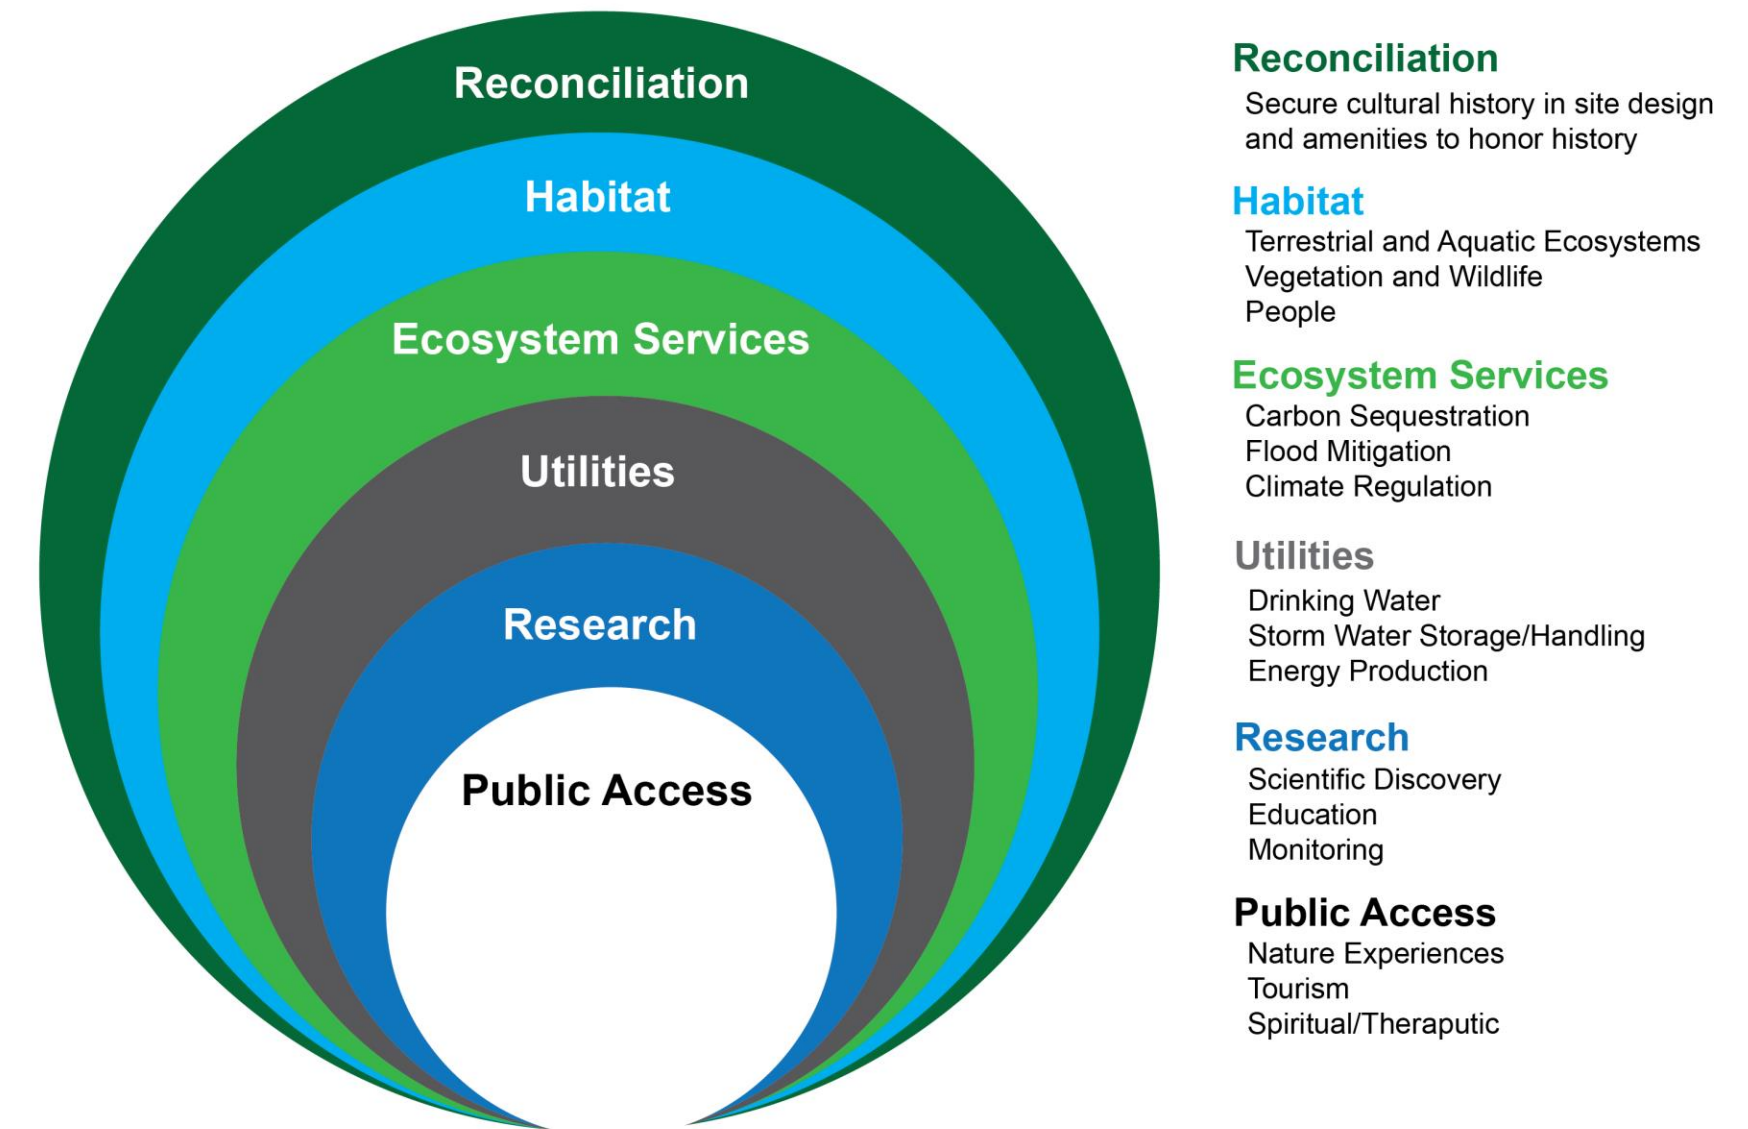 Reconciliation
Habitat
Ecosystem Services
Utilities
Research
Public Access
Reconciliation
Secure cultural history in site design
and amenities to honor history
Habitat
Terrestrial and Aquatic Ecosystems
Vegetation and Wildlife
People
Ecosystem Services
Carbon Sequestration
Flood Mitigation
Climate Regulation
Utilities
Drinking Water
Storm Water Storage/Handling
Energy Production
Research
Scientific Discovery
Education
Monitoring
Public Access
Nature Experiences
Tourism
Spiritual/Theraputic